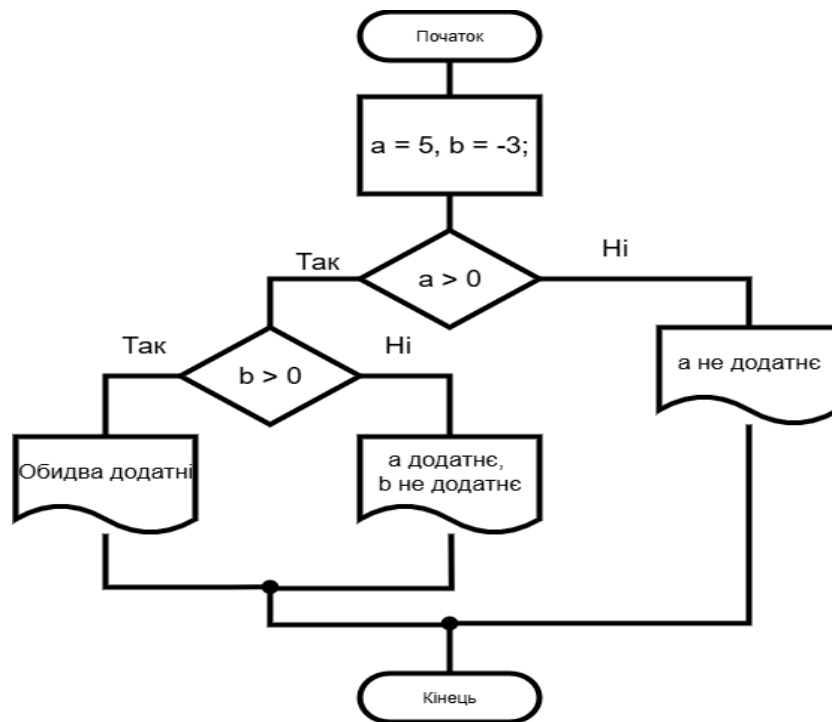 Початок
a = 5, b = -3;
Так
Ні
a > 0
Так
Ні
b > 0
а не додатнє
Обидва додатні
а додатнє,
b не додатнє
Кінець